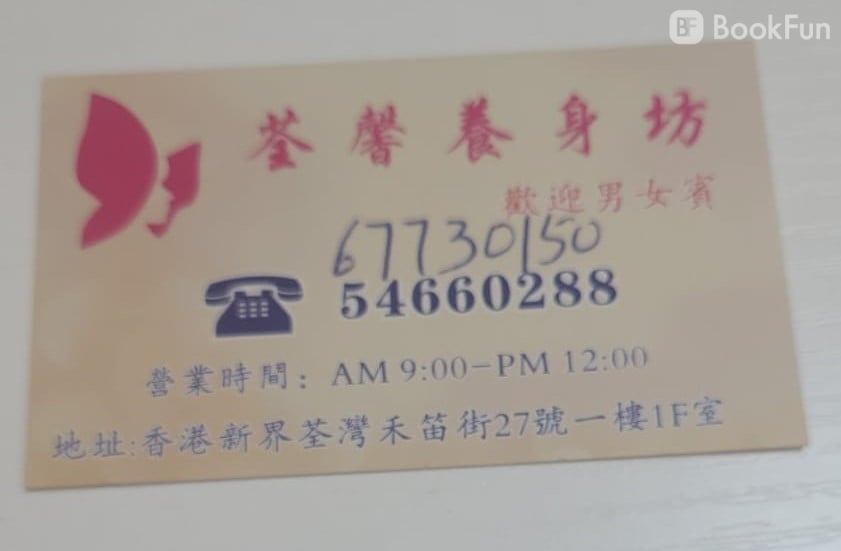 BF BookFun
荃馨養身坊
歡迎男女賓
67730150
54660288
營業時間：AM 9:00-PM 12:00
地址:香港新界荃灣禾笛街27號一樓1F室